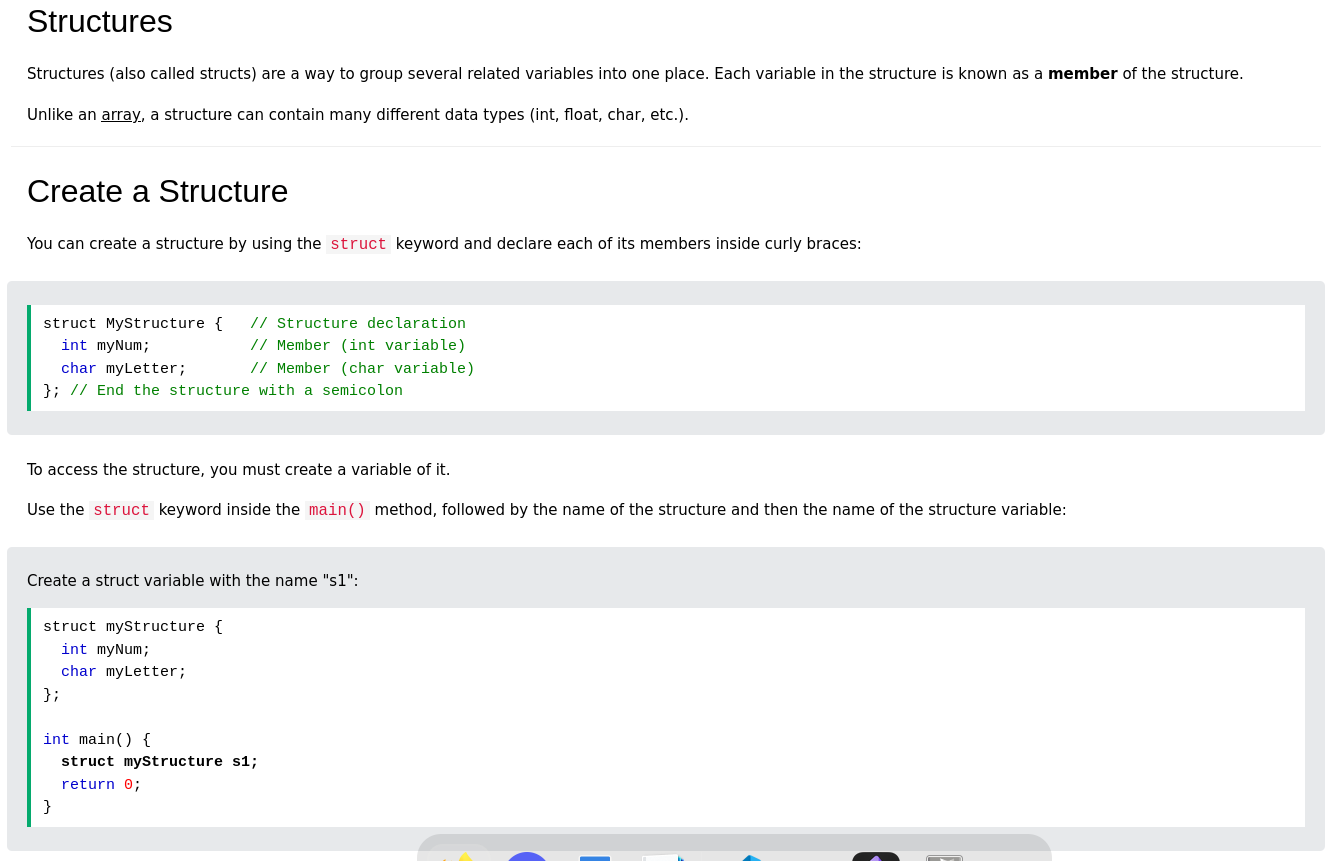 Structures
Structures (also called structs) are a way to group several related variables into one place. Each variable in the structure is known as a member of the structure.
Unlike an array, a structure can contain many different data types (int, float, char, etc.).
Create a Structure
You can create a structure by using the struct keyword and declare each of its members inside curly braces:
struct MyStructure {   // Structure declaration
  int myNum;           // Member (int variable)
  char myLetter;       // Member (char variable)
}; // End the structure with a semicolon
To access the structure, you must create a variable of it.
Use the struct keyword inside the main() method, followed by the name of the structure and then the name of the structure variable:
Create a struct variable with the name "s1":
struct myStructure {
  int myNum;
  char myLetter;
};
int main() {
  struct myStructure s1;
  return 0;
}